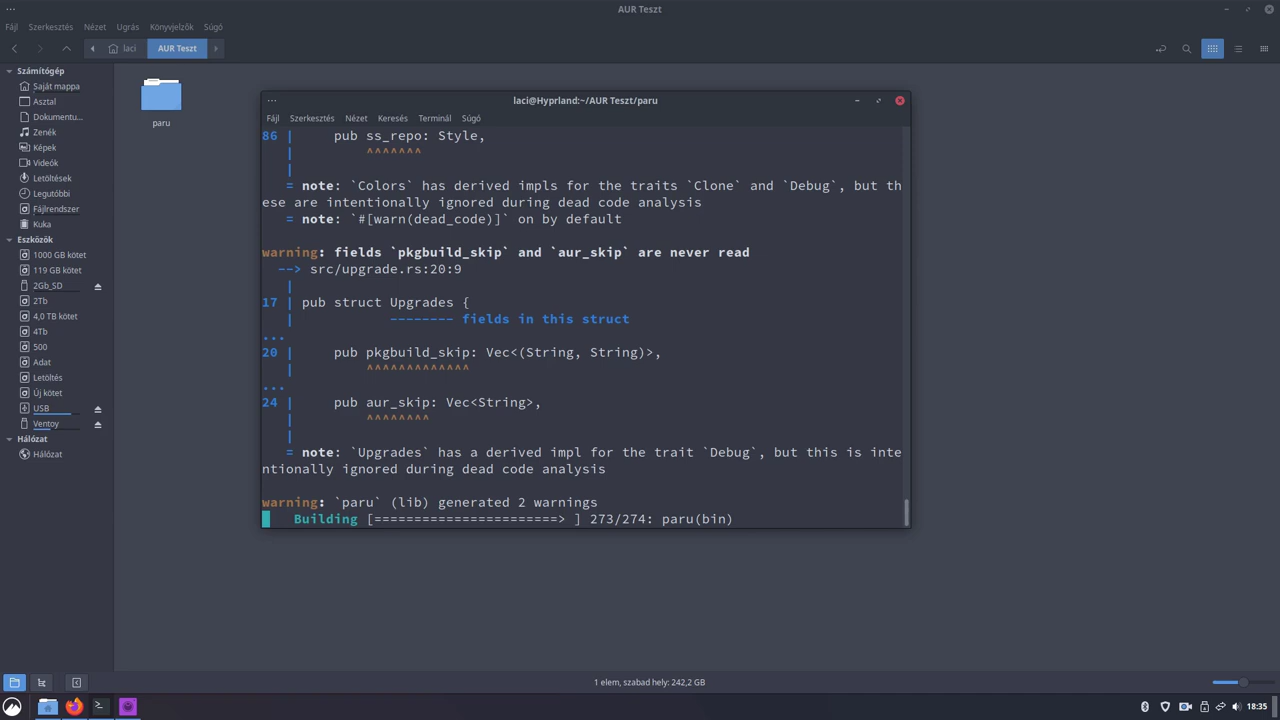 AUR Teszt
Fájl Szerkesztés Nézet Ugrás Könyvjelzők Súgó
laci AUR Teszt
Számítógép
Saját mappa
Asztal
Dokumentu...
Zenék
Képek
Videók
Letöltések
Legutóbbi
Fájlrendszer
Kuka
Eszközök
1000 GB kötet
119 GB kötet
2Gb_SD
2Tb
4,0 TB kötet
4Tb
500
Adat
Letöltés
Új kötet
USB
Ventoy
Hálózat
Hálózat
paru
laci@Hyprland:~/AUR Teszt/paru
Fájl Szerkesztés Nézet Keresés Terminál Súgó
86 |     pub ss_repo: Style,
   |         ^^^^^^^
   |
   = note: `Colors` has derived impls for the traits `Clone` and `Debug`, but th
ese are intentionally ignored during dead code analysis
   = note: `#[warn(dead_code)]` on by default
warning: fields `pkgbuild_skip` and `aur_skip` are never read
  --> src/upgrade.rs:20:9
   |
17 | pub struct Upgrades {
   |            -------- fields in this struct
...
20 |     pub pkgbuild_skip: Vec<(String, String)>,
   |         ^^^^^^^^^^^^^
...
24 |     pub aur_skip: Vec<String>,
   |         ^^^^^^^^
   |
   = note: `Upgrades` has a derived impl for the trait `Debug`, but this is inte
ntionally ignored during dead code analysis
warning: `paru` (lib) generated 2 warnings
    Building [=======================> ] 273/274: paru(bin)
1 elem, szabad hely: 242,2 GB
18:35